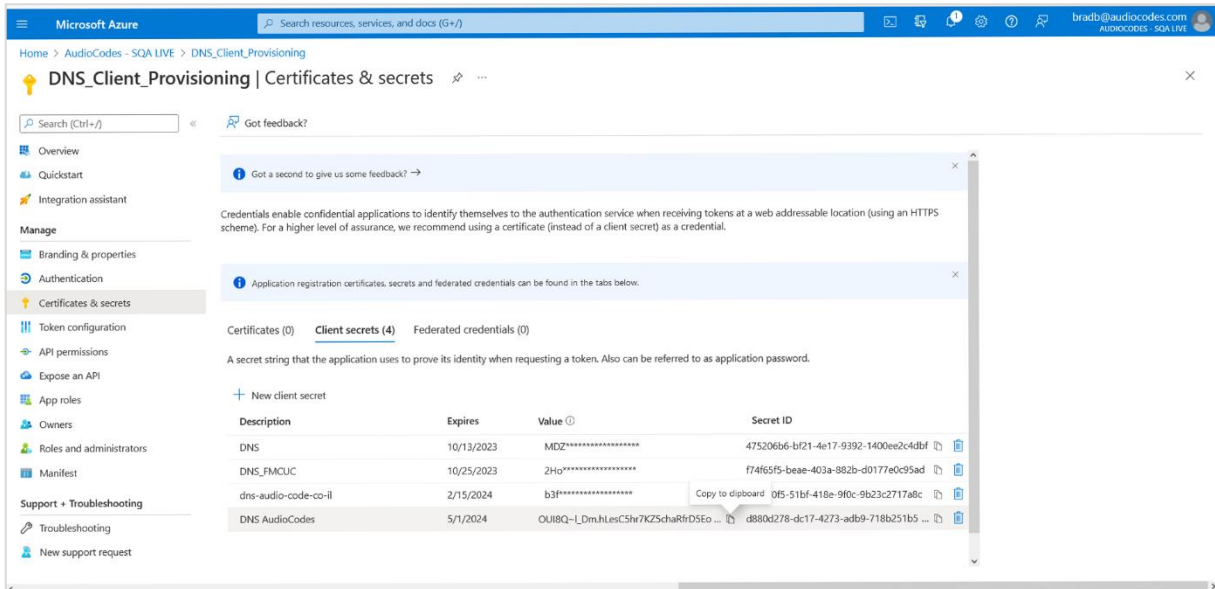 Microsoft Azure
Search resources, services, and docs (G+/)
1
bradb@audiocodes.com
AUDIOCODES - SQA LIVE
Home > AudioCodes - SQA LIVE > DNS_Client_Provisioning
DNS_Client_Provisioning | Certificates & secrets
Search (Ctrl+/)
Got feedback?
Overview
Quickstart
Integration assistant
Manage
Branding & properties
Authentication
Certificates & secrets
Token configuration
API permissions
Expose an API
App roles
Owners
Roles and administrators
Manifest
Support + Troubleshooting
Troubleshooting
New support request
Got a second to give us some feedback? →
Credentials enable confidential applications to identify themselves to the authentication service when receiving tokens at a web addressable location (using an HTTPS
scheme). For a higher level of assurance, we recommend using a certificate (instead of a client secret) as a credential.
Application registration certificates, secrets and federated credentials can be found in the tabs below.
Certificates (0) Client secrets (4) Federated credentials (0)
A secret string that the application uses to prove its identity when requesting a token. Also can be referred to as application password.
New client secret
Description Expires Value Secret ID
DNS 10/13/2023 MDZ****************** 475206b6-bf21-4e17-9392-1400ee2c4dbf
DNS_FMCUC 10/25/2023 2Ho****************** f74f65f5-beae-403a-882b-d0177e0c95ad
dns-audio-code-co-il 2/15/2024 b3f****************** Copy to clipboard 0f5-51bf-418e-9f0c-9b23c2717a8c
DNS AudioCodes 5/1/2024 OUI8Q~l_Dm.hLesC5hr7KZ5chaRfrD5Eo ... d880d278-dc17-4273-adb9-718b251b5 ...